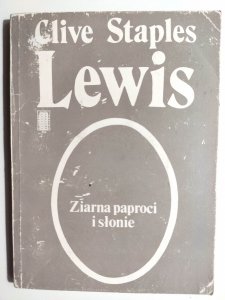 Clive Staples
Lewis
Ziarna paproci
i słonie